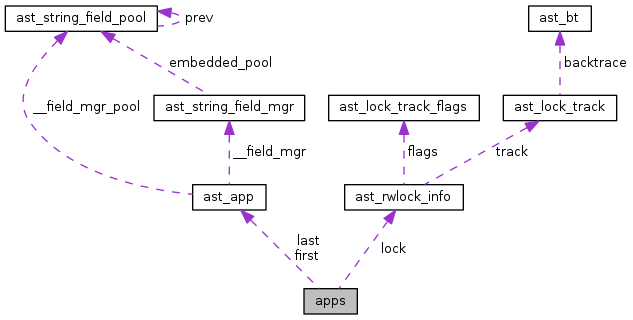 ast_string_field_pool
prev
ast_bt
embedded_pool
backtrace
__field_mgr_pool
ast_string_field_mgr
ast_lock_track_flags
ast_lock_track
__field_mgr
flags
track
ast_app
ast_rwlock_info
last
first
lock
apps